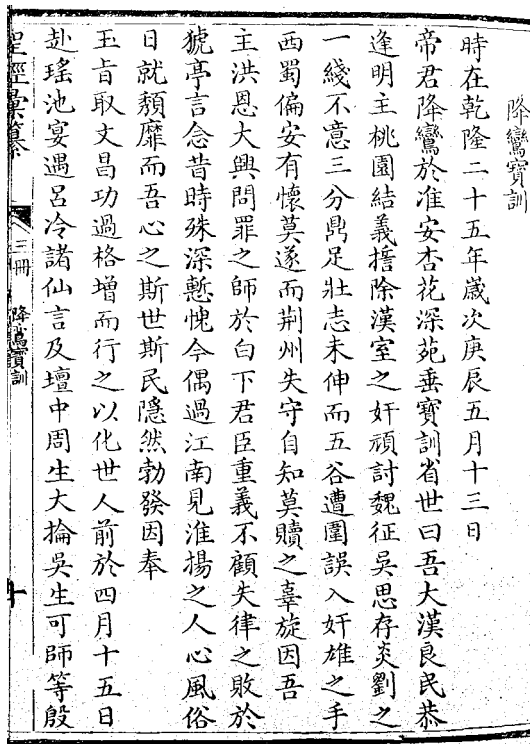 降鸞寶訓
時在乾隆二十五年歲次庚辰五月十三日
帝君降鸞於淮安杏花深苑垂寶訓省世曰吾大漢良民恭
逢明主桃園結義擔除漢室之奸頑討魏征吳思存炎劉之
一綫不意三分鼎足壯志未伸而五谷遭圍誤入奸雄之手
西蜀偏安有懷莫遂而荆州失守自知莫贖之辜旋因吾
主洪恩大興問罪之師於白下君臣重義不顧失律之敗於
猇亭言念昔時殊深慙愧今偶過江南見淮揚之人心風俗
日就頽靡而吾心之斯世斯民隱然勃發因奉
玉旨取文昌功過格增而行之以化世人前於四月十五日
赴瑤池宴遇呂冷諸仙言及壇中周生大掄吳生可師等殷
聖經彙纂 三冊 降鸞寶訓 十